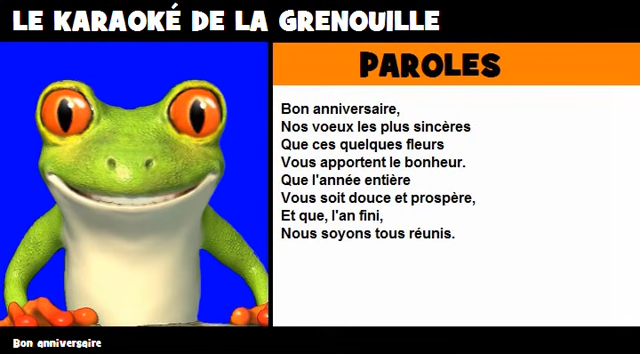 LE KARAOKÉ DE LA GRENOUILLE
PAROLES
Bon anniversaire,
Nos voeux les plus sincères
Que ces quelques fleurs
Vous apportent le bonheur.
Que l'année entière
Vous soit douce et prospère,
Et que, l'an fini,
Nous soyons tous réunis.
Bon anniversaire